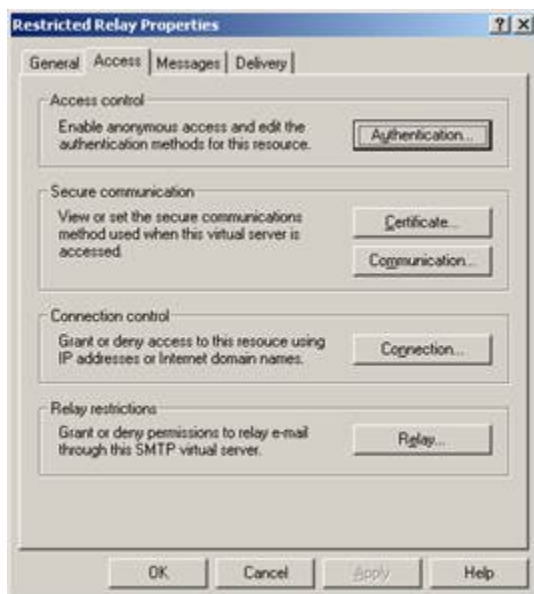 Restricted Relay Properties
? X
General Access Messages Delivery
Access control
Enable anonymous access and edit the
authentication methods for this resource.
Authentication...
Secure communication
View or set the secure communications
method used when this virtual server is
accessed.
Certificate...
Communication...
Connection control
Grant or deny access to this resouce using
IP addresses or Internet domain names.
Connection...
Relay restrictions
Grant or deny permissions to relay e-mail
through this SMTP virtual server.
Relay...
OK Cancel Apply Help